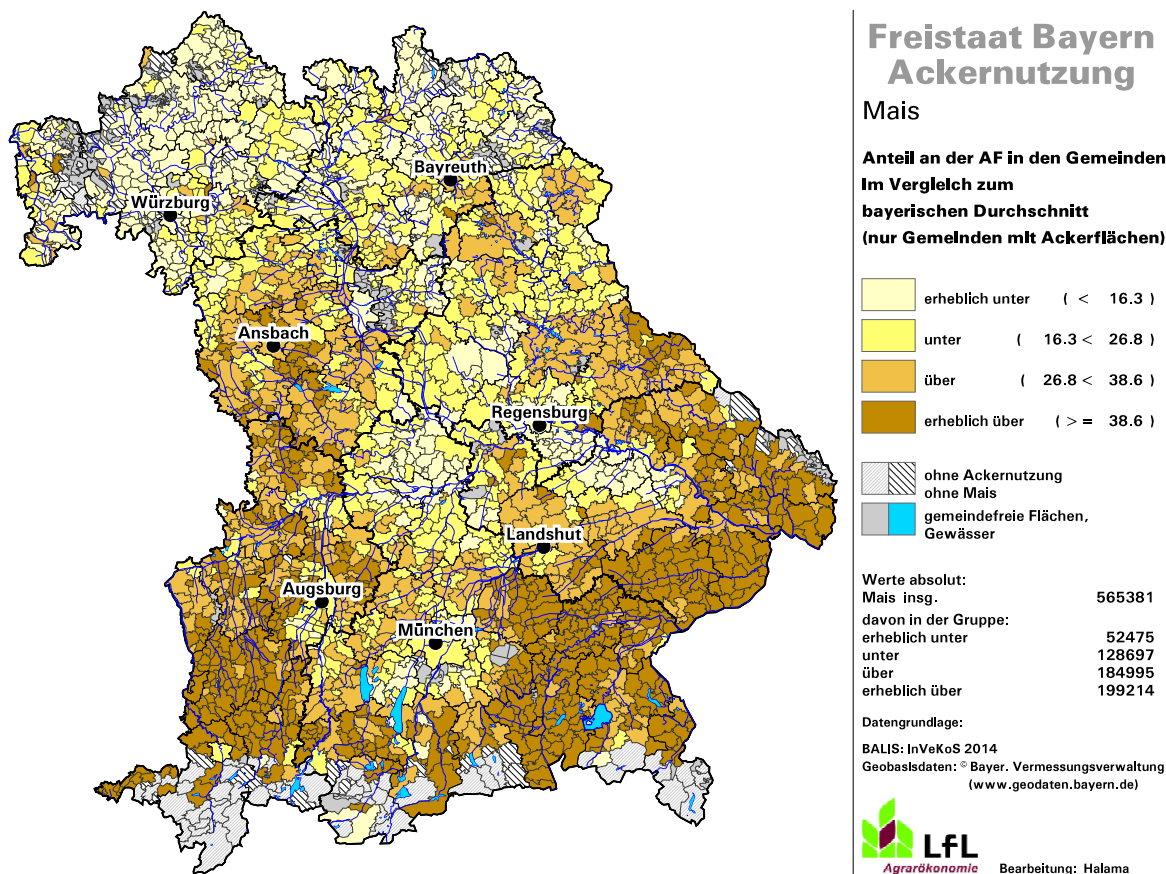 Freistaat Bayern
Ackernutzung
Mais
Anteil an der AF in den Gemeinden
Im Vergleich zum
bayerischen Durchschnitt
(nur Gemeinden mit Ackerflächen)
erheblich unter ( < 16.3 )
unter ( 16.3 < 26.8 )
über ( 26.8 < 38.6 )
erheblich über ( > = 38.6 )
ohne Ackernutzung
ohne Mais
gemeindefreie Flächen,
Gewässer
Werte absolut:
Mais insg. 565381
davon in der Gruppe:
erheblich unter 52475
unter 128697
über 184995
erheblich über 199214
Datengrundlage:
BALIS: InVeKoS 2014
Geobasisdaten: © Bayer. Vermessungsverwaltung
(www.geodaten.bayern.de)
LfL
Agrarökonomie
Bearbeitung: Halama
Bayreuth
Würzburg
Ansbach
Regensburg
Landshut
Augsburg
München